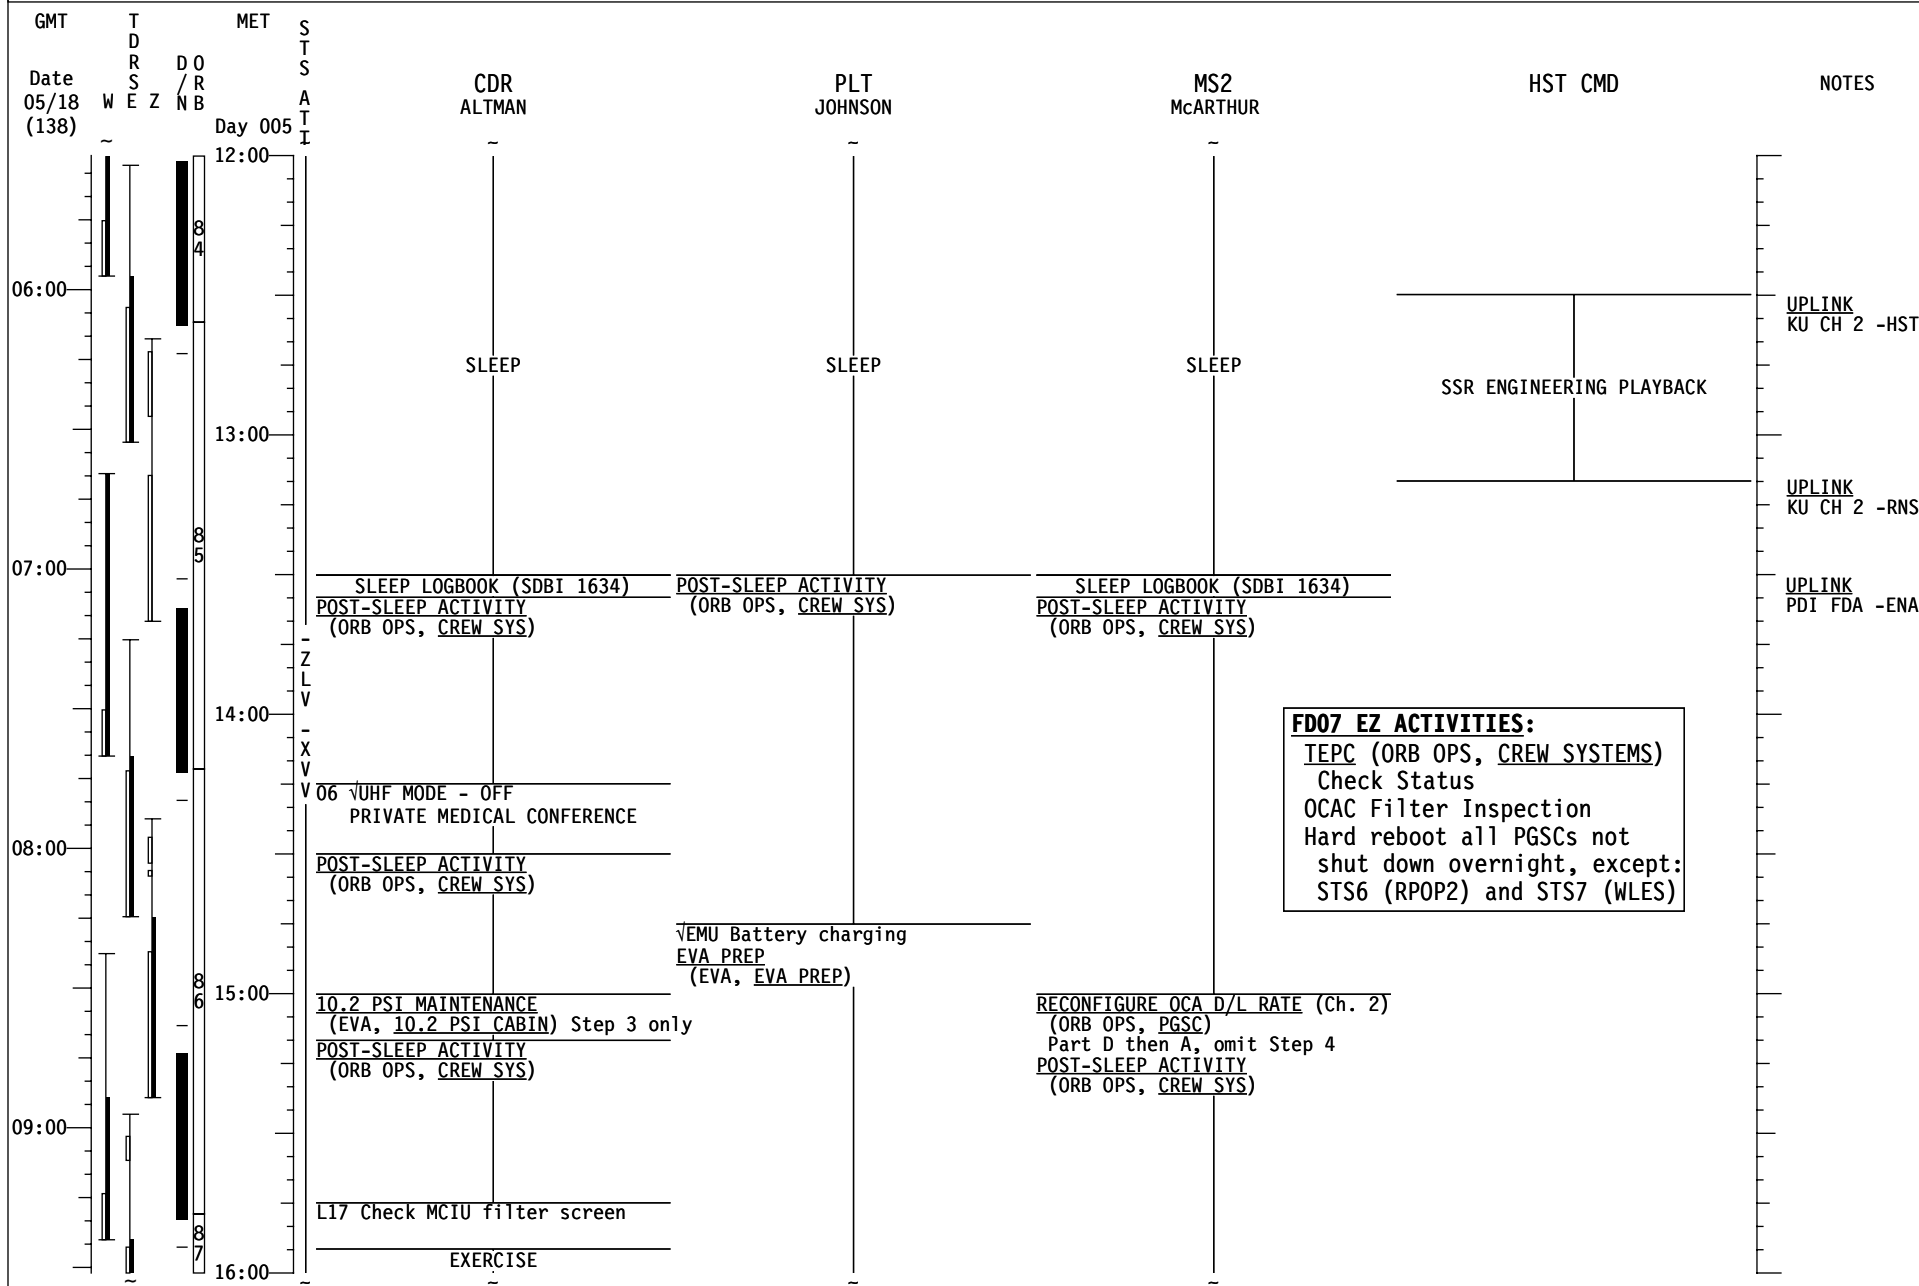 GMT
TDRS
MET
STS ATT
Date
05/18
(138)
W E Z
D/N
ORB
Day 005
CDR
ALTMAN
PLT
JOHNSON
MS2
McARTHUR
HST CMD
NOTES
~
~
~
~
12:00
84
06:00
UPLINK
KU CH 2 -HST
SLEEP
SLEEP
SLEEP
SSR ENGINEERING PLAYBACK
13:00
UPLINK
KU CH 2 -RNS
85
07:00
SLEEP LOGBOOK (SDBI 1634)
POST-SLEEP ACTIVITY
(ORB OPS, CREW SYS)
POST-SLEEP ACTIVITY
(ORB OPS, CREW SYS)
SLEEP LOGBOOK (SDBI 1634)
POST-SLEEP ACTIVITY
(ORB OPS, CREW SYS)
UPLINK
PDI FDA -ENA
-ZLV -XVV
14:00
FD07 EZ ACTIVITIES:
TEPC (ORB OPS, CREW SYSTEMS)
Check Status
OCAC Filter Inspection
Hard reboot all PGSCs not
shut down overnight, except:
STS6 (RPOP2) and STS7 (WLES)
O6 √UHF MODE - OFF
PRIVATE MEDICAL CONFERENCE
08:00
POST-SLEEP ACTIVITY
(ORB OPS, CREW SYS)
√EMU Battery charging
EVA PREP
(EVA, EVA PREP)
86
15:00
10.2 PSI MAINTENANCE
(EVA, 10.2 PSI CABIN) Step 3 only
POST-SLEEP ACTIVITY
(ORB OPS, CREW SYS)
RECONFIGURE OCA D/L RATE (Ch. 2)
(ORB OPS, PGSC)
Part D then A, omit Step 4
POST-SLEEP ACTIVITY
(ORB OPS, CREW SYS)
09:00
L17 Check MCIU filter screen
87
EXERCISE
16:00
~
~
~
~
~